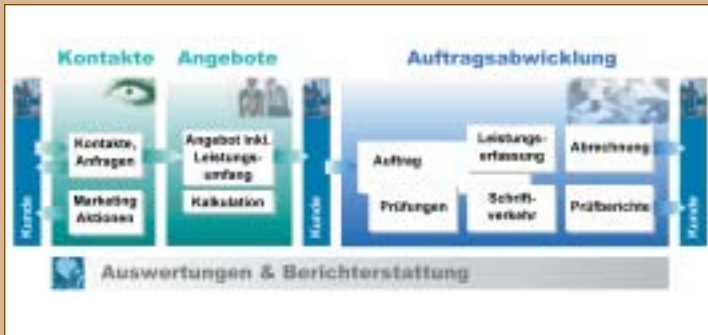 Kontakte
Angebote
Auftragsabwicklung
Kunde
Kontakte,
Anfragen
Marketing
Aktionen
Angebot inkl.
Leistungs-
umfang
Kalkulation
Kunde
Auftrag
Prüfungen
Leistungs-
erfassung
Schrift-
verkehr
Abrechnung
Prüfberichte
Kunde
Auswertungen & Berichterstattung